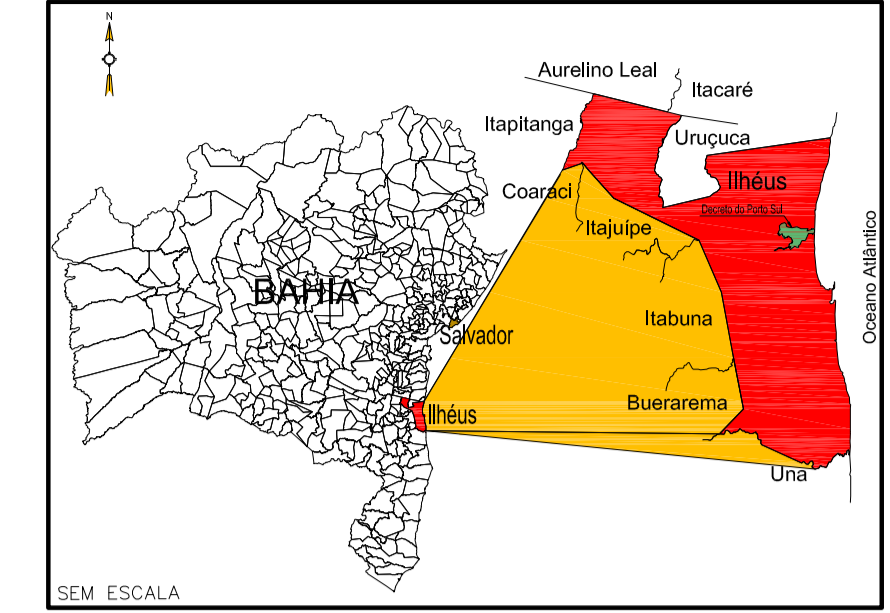 N
Aurelino Leal
Itacaré
Itapitanga
Uruçuca
Ilhéus
Coaraci
Decreto do Porto Sul
Itajuípe
Oceano Atlântico
BAHIA
Salvador
Itabuna
Ilhéus
Buerarema
Una
SEM ESCALA